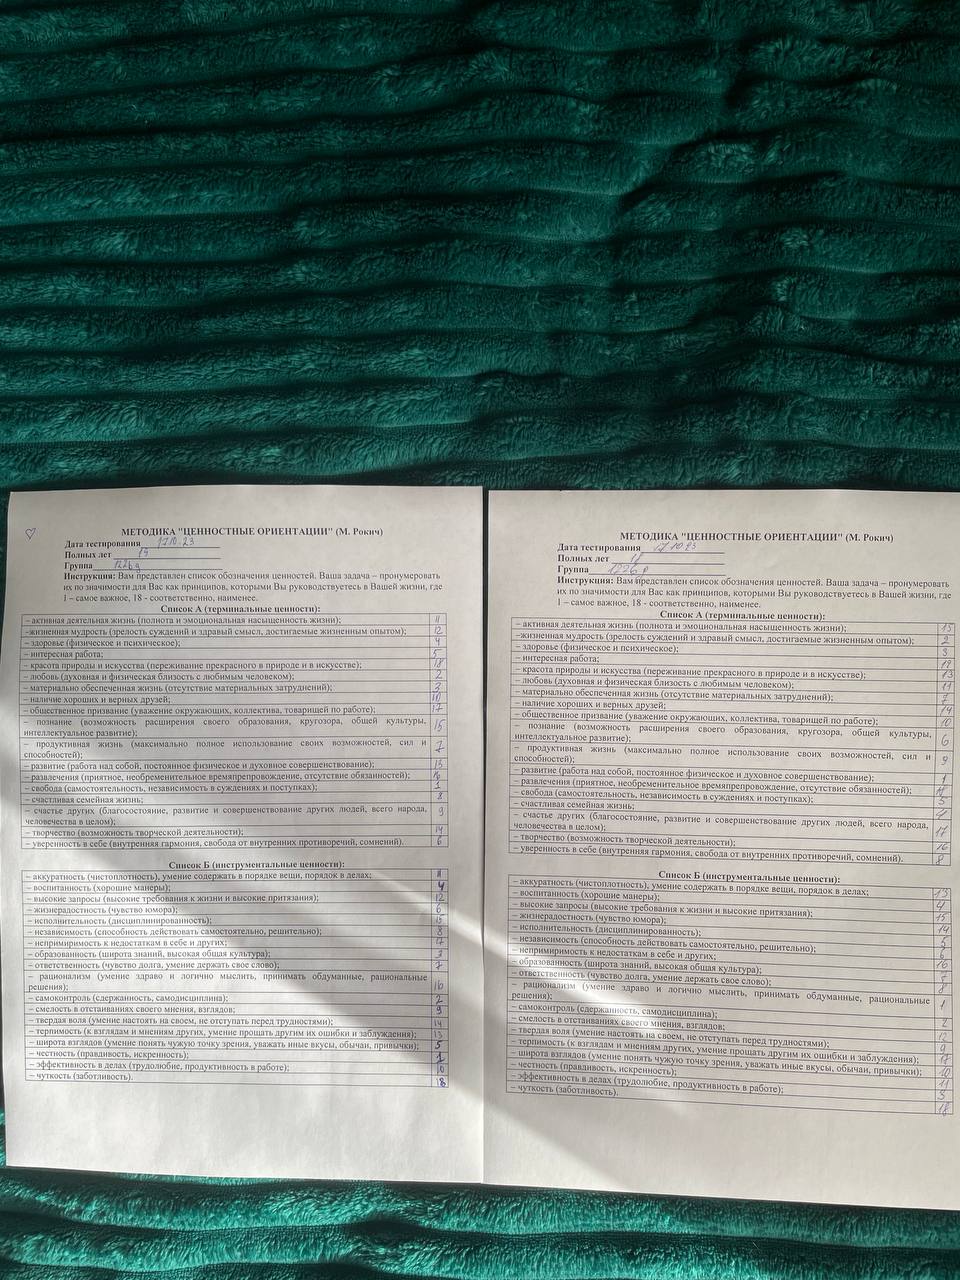 МЕТОДИКА "ЦЕННОСТНЫЕ ОРИЕНТАЦИИ" (М. Рокич)
Дата тестирования 17.10.23
Полных лет 19
Группа
Инструкция: Вам представлен список обозначения ценностей. Ваша задача – пронумеровать
их по значимости для Вас как принципов, которыми Вы руководствуетесь в Вашей жизни, где
1 – самое важное, 18 - соответственно, наименее.
Список А (терминальные ценности):
– активная деятельная жизнь (полнота и эмоциональная насыщенность жизни); 11
–жизненная мудрость (зрелость суждений и здравый смысл, достигаемые жизненным опытом); 12
– здоровье (физическое и психическое); 4
– интересная работа; 5
– красота природы и искусства (переживание прекрасного в природе и в искусстве); 18
– любовь (духовная и физическая близость с любимым человеком); 2
– материально обеспеченная жизнь (отсутствие материальных затруднений); 3
– наличие хороших и верных друзей; 10
– общественное призвание (уважение окружающих, коллектива, товарищей по работе); 17
– познание (возможность расширения своего образования, кругозора, общей культуры,
интеллектуальное развитие); 15
– продуктивная жизнь (максимально полное использование своих возможностей, сил и
способностей); 7
– развитие (работа над собой, постоянное физическое и духовное совершенствование); 13
– развлечения (приятное, необременительное времяпрепровождение, отсутствие обязанностей);
– свобода (самостоятельность, независимость в суждениях и поступках); 1
– счастливая семейная жизнь; 8
– счастье других (благосостояние, развитие и совершенствование других людей, всего народа,
человечества в целом); 9
– творчество (возможность творческой деятельности); 14
– уверенность в себе (внутренняя гармония, свобода от внутренних противоречий, сомнений). 6
Список Б (инструментальные ценности):
– аккуратность (чистоплотность), умение содержать в порядке вещи, порядок в делах; 11
– воспитанность (хорошие манеры); 4
– высокие запросы (высокие требования к жизни и высокие притязания); 12
– жизнерадостность (чувство юмора); 6
– исполнительность (дисциплинированность); 15
– независимость (способность действовать самостоятельно, решительно); 8
– непримиримость к недостаткам в себе и других; 17
– образованность (широта знаний, высокая общая культура); 3
– ответственность (чувство долга, умение держать свое слово); 7
– рационализм (умение здраво и логично мыслить, принимать обдуманные, рациональные
решения); 16
– самоконтроль (сдержанность, самодисциплина); 2
– смелость в отстаиваниях своего мнения, взглядов; 9
– твердая воля (умение настоять на своем, не отступать перед трудностями); 14
– терпимость (к взглядам и мнениям других, умение прощать другим их ошибки и заблуждения); 13
– широта взглядов (умение понять чужую точку зрения, уважать иные вкусы, обычаи, привычки); 5
– честность (правдивость, искренность); 1
– эффективность в делах (трудолюбие, продуктивность в работе); 10
– чуткость (заботливость). 18
МЕТОДИКА "ЦЕННОСТНЫЕ ОРИЕНТАЦИИ" (М. Рокич)
Дата тестирования 17.10.23
Полных лет
Группа
Инструкция: Вам представлен список обозначения ценностей. Ваша задача – пронумеровать
их по значимости для Вас как принципов, которыми Вы руководствуетесь в Вашей жизни, где
1 – самое важное, 18 - соответственно, наименее.
Список А (терминальные ценности):
– активная деятельная жизнь (полнота и эмоциональная насыщенность жизни); 15
–жизненная мудрость (зрелость суждений и здравый смысл, достигаемые жизненным опытом); 2
– здоровье (физическое и психическое); 3
– интересная работа;
– красота природы и искусства (переживание прекрасного в природе и в искусстве); 13
– любовь (духовная и физическая близость с любимым человеком); 11
– материально обеспеченная жизнь (отсутствие материальных затруднений); 7
– наличие хороших и верных друзей; 14
– общественное призвание (уважение окружающих, коллектива, товарищей по работе); 10
– познание (возможность расширения своего образования, кругозора, общей культуры,
интеллектуальное развитие); 6
– продуктивная жизнь (максимально полное использование своих возможностей, сил и
способностей); 9
– развитие (работа над собой, постоянное физическое и духовное совершенствование); 1
– развлечения (приятное, необременительное времяпрепровождение, отсутствие обязанностей);
– свобода (самостоятельность, независимость в суждениях и поступках); 5
– счастливая семейная жизнь; 4
– счастье других (благосостояние, развитие и совершенствование других людей, всего народа,
человечества в целом); 17
– творчество (возможность творческой деятельности); 16
– уверенность в себе (внутренняя гармония, свобода от внутренних противоречий, сомнений). 8
Список Б (инструментальные ценности):
– аккуратность (чистоплотность), умение содержать в порядке вещи, порядок в делах; 13
– воспитанность (хорошие манеры); 4
– высокие запросы (высокие требования к жизни и высокие притязания); 15
– жизнерадостность (чувство юмора); 14
– исполнительность (дисциплинированность); 5
– независимость (способность действовать самостоятельно, решительно);
– непримиримость к недостаткам в себе и других; 16
– образованность (широта знаний, высокая общая культура); 7
– ответственность (чувство долга, умение держать свое слово); 8
– рационализм (умение здраво и логично мыслить, принимать обдуманные, рациональные
решения); 1
– самоконтроль (сдержанность, самодисциплина); 2
– смелость в отстаиваниях своего мнения, взглядов; 12
– твердая воля (умение настоять на своем, не отступать перед трудностями); 9
– терпимость (к взглядам и мнениям других, умение прощать другим их ошибки и заблуждения); 17
– широта взглядов (умение понять чужую точку зрения, уважать иные вкусы, обычаи, привычки); 10
– честность (правдивость, искренность); 11
– эффективность в делах (трудолюбие, продуктивность в работе); 3
– чуткость (заботливость). 18